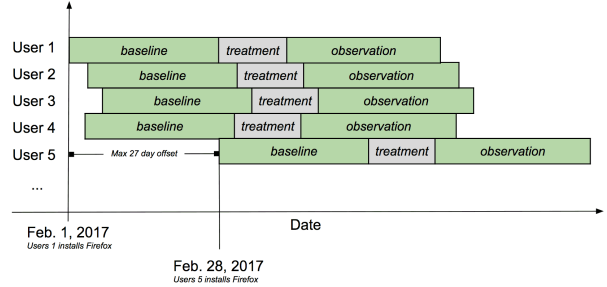 User 1 baseline treatment observation
User 2 baseline treatment observation
User 3 baseline treatment observation
User 4 baseline treatment observation
User 5 Max 27 day offset baseline treatment observation
...
Date
Feb. 1, 2017
Users 1 installs Firefox
Feb. 28, 2017
Users 5 installs Firefox